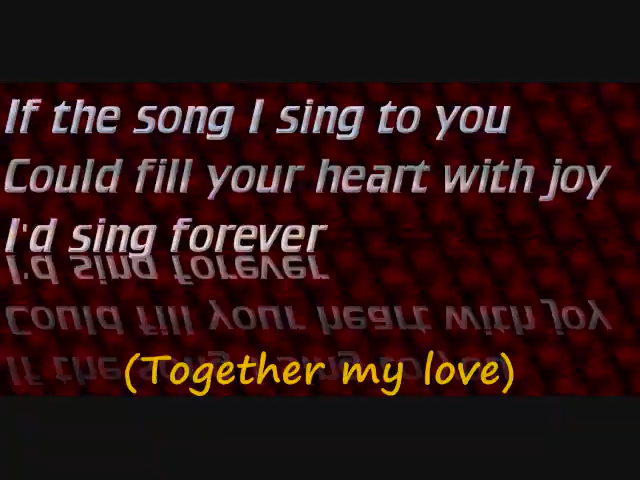 If the song I sing to you
Could fill your heart with joy
I'd sing forever
(Together my love)